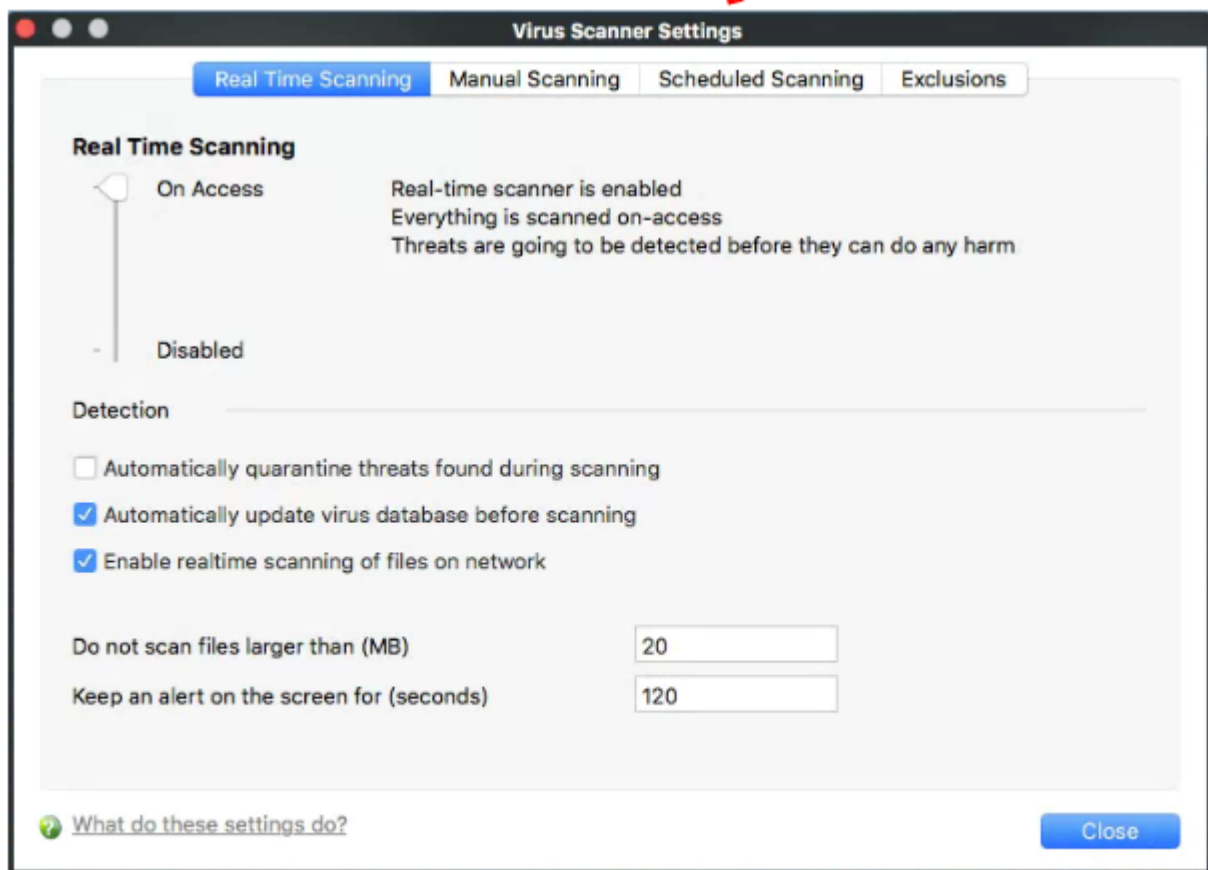 Virus Scanner Settings
Real Time Scanning Manual Scanning Scheduled Scanning Exclusions
Real Time Scanning
On Access
Real-time scanner is enabled
Everything is scanned on-access
Threats are going to be detected before they can do any harm
Disabled
Detection
Automatically quarantine threats found during scanning
Automatically update virus database before scanning
Enable realtime scanning of files on network
Do not scan files larger than (MB) 20
Keep an alert on the screen for (seconds) 120
What do these settings do?
Close